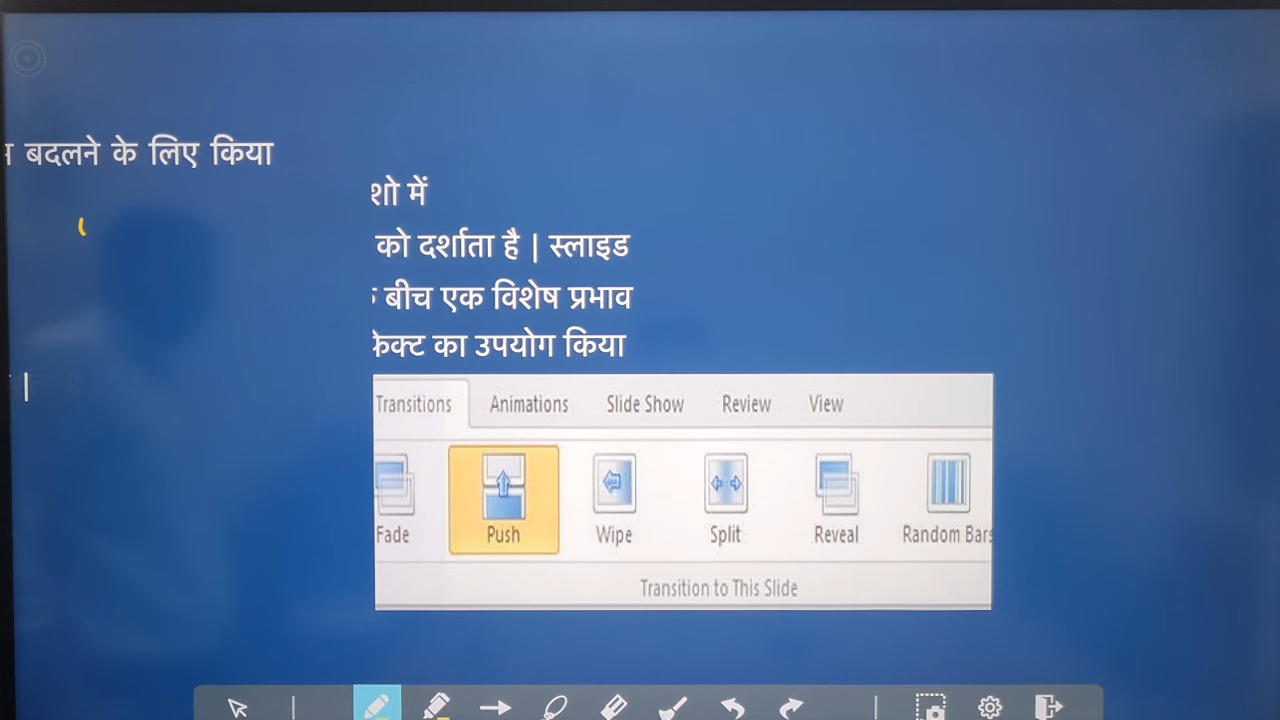 बदलने के लिए किया
शो में
को दर्शाता है | स्लाइड
बीच एक विशेष प्रभाव
का उपयोग किया
|
Transitions Animations Slide Show Review View
Fade Push Wipe Split Reveal Random Bars
Transition to This Slide